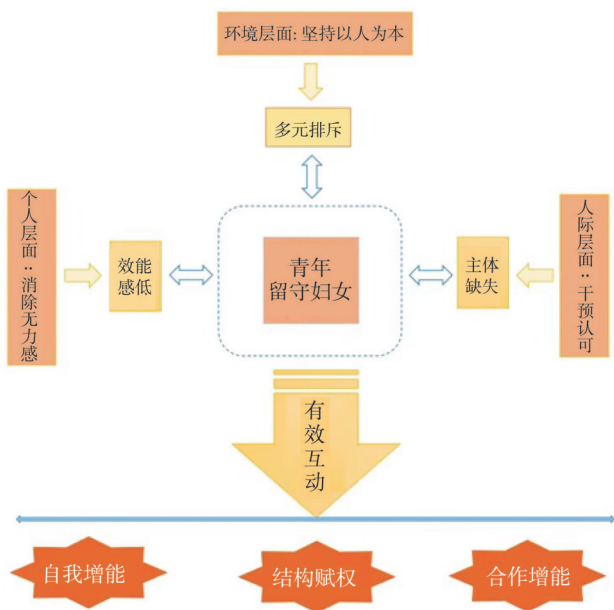 环境层面:坚持以人为本
多元排斥
个人层面:消除无力感
效能
感低
青年
留守妇女
主体
缺失
人际层面:干预认可
有效互动
自我增能
结构赋权
合作增能